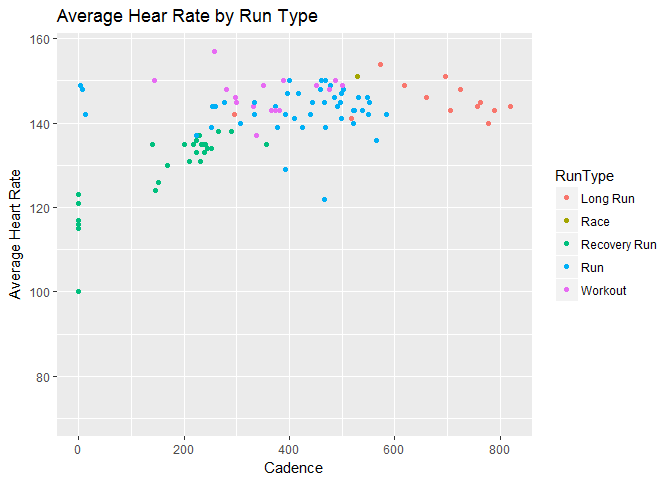 Average Hear Rate by Run Type
160
140
120
100
80
Average Heart Rate
0
200
400
600
800
Cadence
RunType
Long Run
Race
Recovery Run
Run
Workout